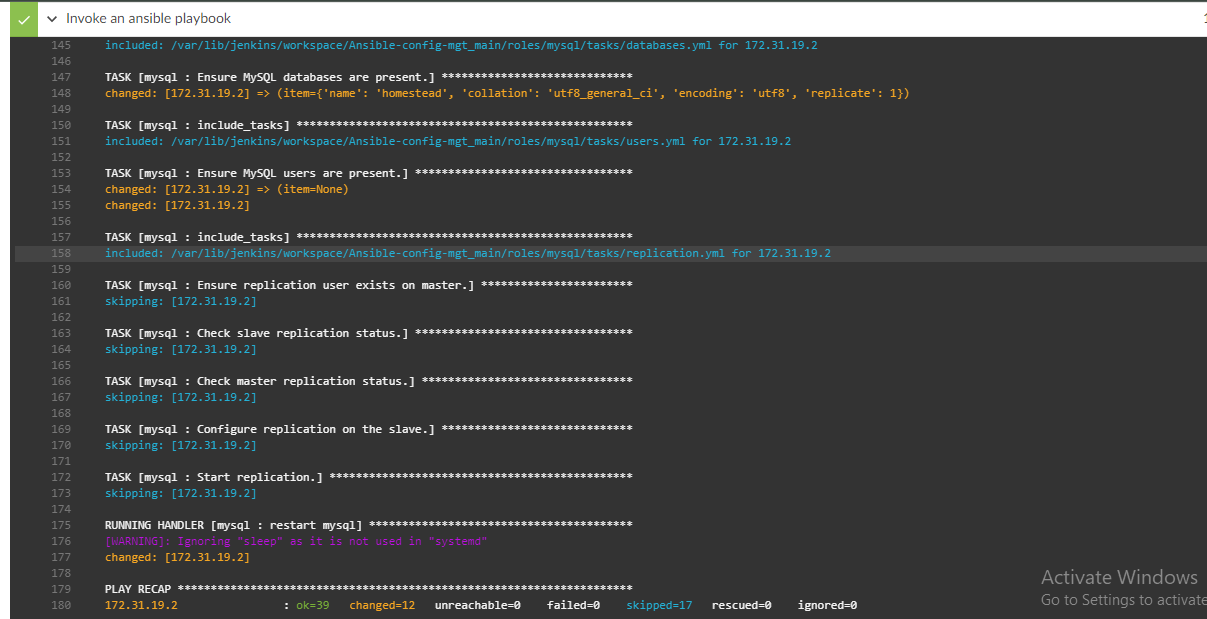 Invoke an ansible playbook
145 included: /var/lib/jenkins/workspace/Ansible-config-mgt_main/roles/mysql/tasks/databases.yml for 172.31.19.2
146
147 TASK [mysql : Ensure MySQL databases are present.] *****************************
148 changed: [172.31.19.2] => (item={'name': 'homestead', 'collation': 'utf8_general_ci', 'encoding': 'utf8', 'replicate': 1})
149
150 TASK [mysql : include_tasks] ***************************************************
151 included: /var/lib/jenkins/workspace/Ansible-config-mgt_main/roles/mysql/tasks/users.yml for 172.31.19.2
152
153 TASK [mysql : Ensure MySQL users are present.] *********************************
154 changed: [172.31.19.2] => (item=None)
155 changed: [172.31.19.2]
156
157 TASK [mysql : include_tasks] ***************************************************
158 included: /var/lib/jenkins/workspace/Ansible-config-mgt_main/roles/mysql/tasks/replication.yml for 172.31.19.2
159
160 TASK [mysql : Ensure replication user exists on master.] ***********************
161 skipping: [172.31.19.2]
162
163 TASK [mysql : Check slave replication status.] *********************************
164 skipping: [172.31.19.2]
165
166 TASK [mysql : Check master replication status.] ********************************
167 skipping: [172.31.19.2]
168
169 TASK [mysql : Configure replication on the slave.] *****************************
170 skipping: [172.31.19.2]
171
172 TASK [mysql : Start replication.] **********************************************
173 skipping: [172.31.19.2]
174
175 RUNNING HANDLER [mysql : restart mysql] ****************************************
176 [WARNING]: Ignoring "sleep" as it is not used in "systemd"
177 changed: [172.31.19.2]
178
179 PLAY RECAP *********************************************************************
180 172.31.19.2 : ok=39 changed=12 unreachable=0 failed=0 skipped=17 rescued=0 ignored=0
Activate Windows
Go to Settings to activate